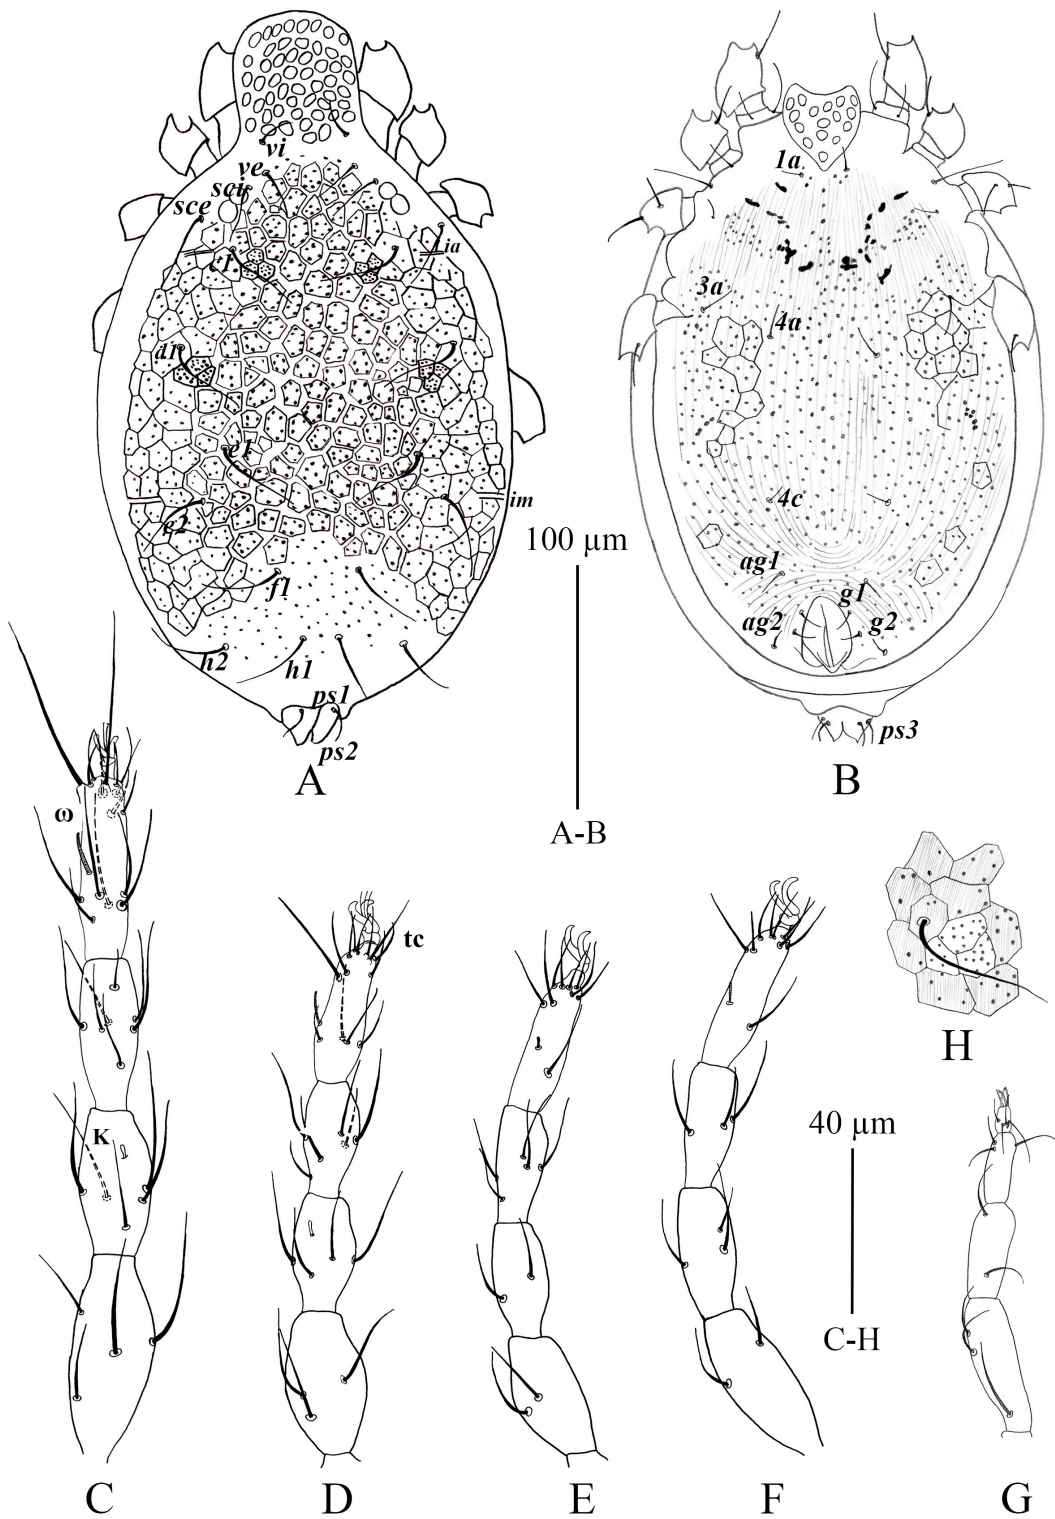 vi
ve
sci
sce
c1
ia
d1
e1
e2
im
f1
h2
h1
ps1
ps2
A
1a
3a
4a
4c
ag1
g1
ag2
g2
ps3
B
100 µm
A-B
ω
K
C
tc
D
E
F
40 µm
C-H
H
G